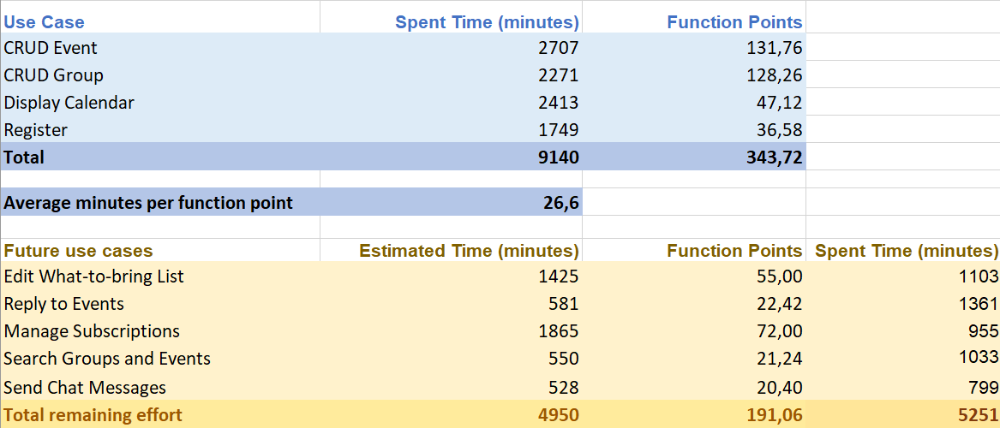 Use Case Spent Time (minutes) Function Points
CRUD Event 2707 131,76
CRUD Group 2271 128,26
Display Calendar 2413 47,12
Register 1749 36,58
Total 9140 343,72
Average minutes per function point 26,6
Future use cases Estimated Time (minutes) Function Points Spent Time (minutes)
Edit What-to-bring List 1425 55,00 1103
Reply to Events 581 22,42 1361
Manage Subscriptions 1865 72,00 955
Search Groups and Events 550 21,24 1033
Send Chat Messages 528 20,40 799
Total remaining effort 4950 191,06 5251